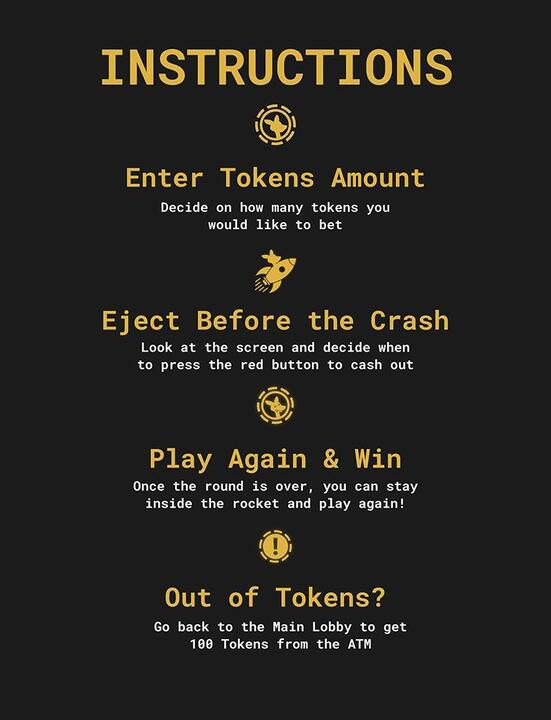 INSTRUCTIONS
Enter Tokens Amount
Decide on how many tokens you
would like to bet
Eject Before the Crash
Look at the screen and decide when
to press the red button to cash out
Play Again & Win
Once the round is over, you can stay
inside the rocket and play again!
!
Out of Tokens?
Go back to the Main Lobby to get
100 Tokens from the ATM